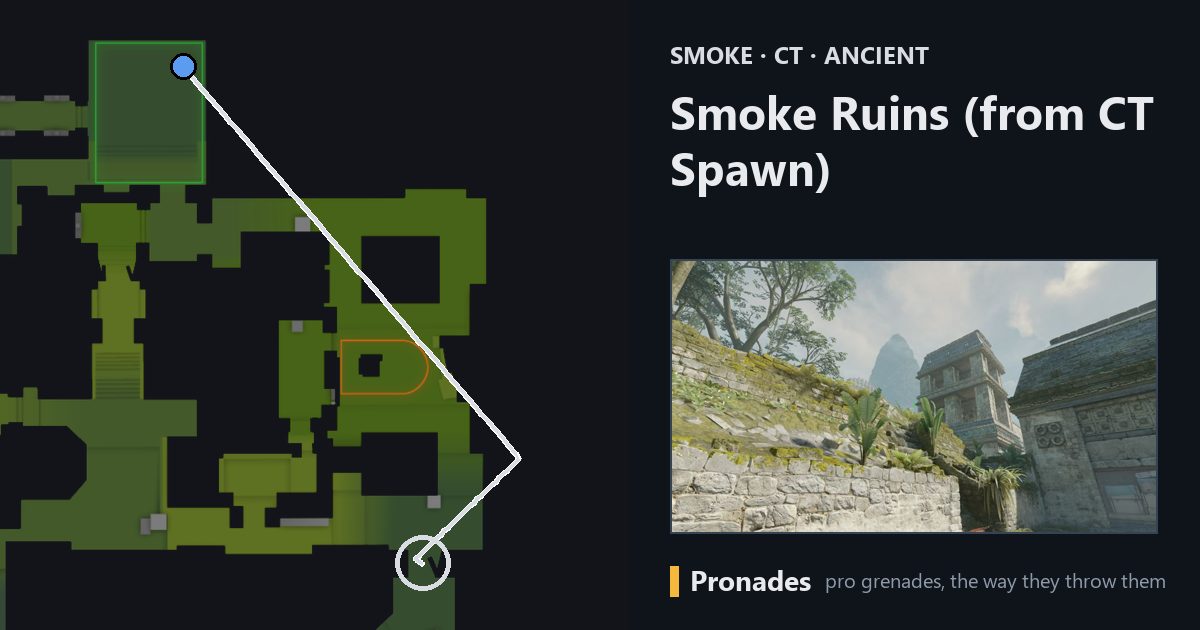 SMOKE · CT · ANCIENT
Smoke Ruins (from CT
Spawn)
Pronades pro grenades, the way they throw them